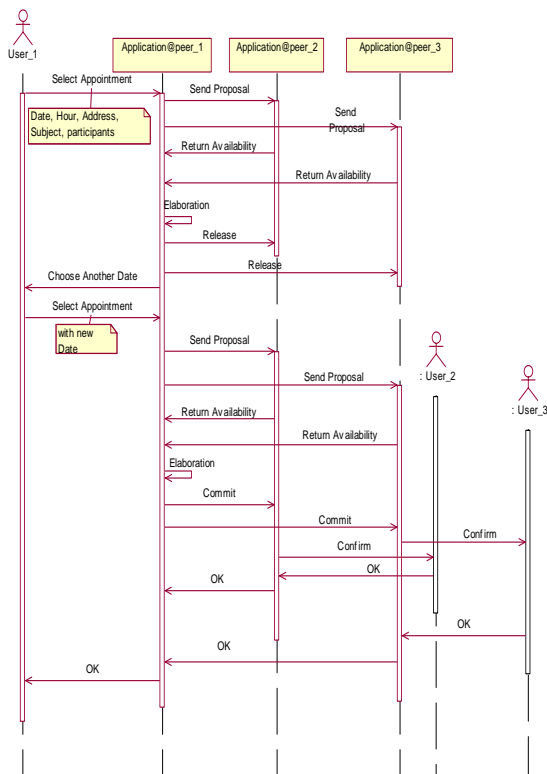 User_1
Application@peer_1
Application@peer_2
Application@peer_3
Select Appointment
Date, Hour, Address,
Subject, participants
Send Proposal
Send
Proposal
Return Availability
Return Availability
Elaboration
Release
Release
Choose Another Date
Select Appointment
with new
Date
Send Proposal
: User_2
Send Proposal
: User_3
Return Availability
Return Availability
Elaboration
Commit
Commit
Confirm
Confirm
OK
OK
OK
OK
OK